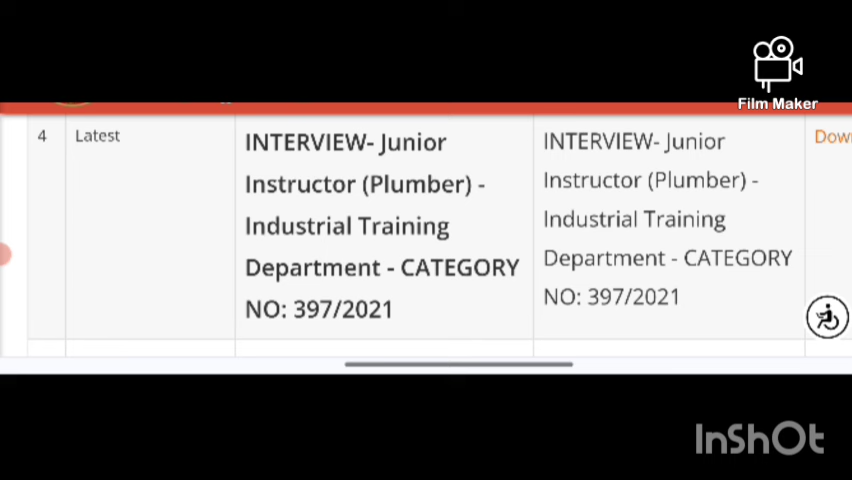 Film Maker
4
Latest
INTERVIEW- Junior
Instructor (Plumber) -
Industrial Training
Department - CATEGORY
NO: 397/2021
INTERVIEW- Junior
Instructor (Plumber) -
Industrial Training
Department - CATEGORY
NO: 397/2021
InShOt